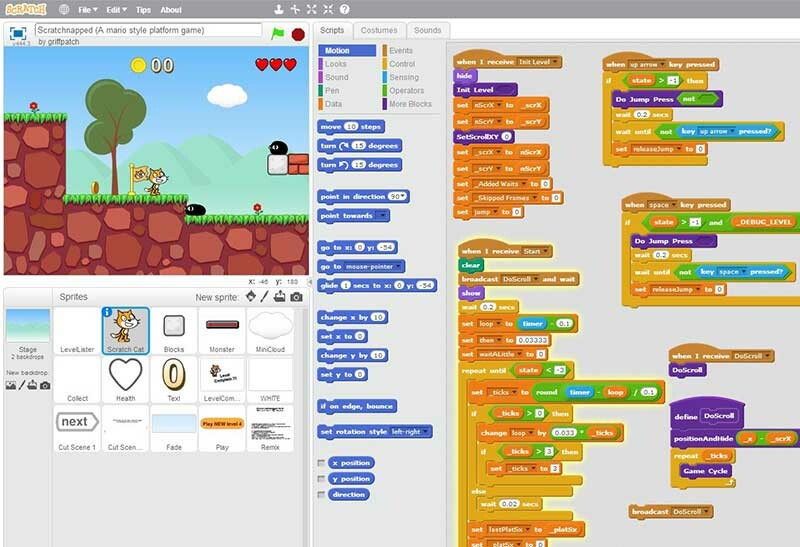 SCRATCH File Edit Tips About
Scratchnapped (A mario style platform game)
by griffpatch
v444.3
00
x: -46 y: 180
Sprites New sprite:
Stage
2 backdrops
New backdrop:
LevelLister Scratch Cat Blocks Monster MiniCloud
Collect Health Text LevelCom... WHITE
next
Cut Scene 1 Cut Scen... Fade Play Remix
Level
Complete !!!
Play NEW level 4
Scripts Costumes Sounds
Motion Events
Looks Control
Sound Sensing
Pen Operators
Data More Blocks
move 10 steps
turn 15 degrees
turn 15 degrees
point in direction 90
point towards
go to x: 0 y: -54
go to mouse-pointer
glide 1 secs to x: 0 y: -54
change x by 10
set x to 0
change y by 10
set y to 0
if on edge, bounce
set rotation style left-right
x position
y position
direction
when I receive Init Level
hide
Init Level
set nScrX to _scrX
set nScrY to _scrY
SetScrollXY 0
set _scrX to nScrX
set _scrY to nScrY
set _Added Waits to 0
set _Skipped Frames to 0
set jump to 0
when I receive Start
clear
broadcast DoScroll and wait
show
wait 0.2 secs
set loop to timer - 0.1
set then to 0.03333
set waitALittle to 0
repeat until state < -3
set _ticks to round timer - loop / 0.1
if _ticks > 0 then
change loop by 0.033 * _ticks
if _ticks > 3 then
set _ticks to 3
else
wait 0.02 secs
set lastPlatSx to _platSx
set _platSx to 0
when up arrow key pressed
if state > -1 then
Do Jump Press not
wait 0.2 secs
wait until not key up arrow pressed?
set releaseJump to 0
when space key pressed
if state > -1 and _DEBUG_LEVEL
Do Jump Press
wait 0.2 secs
wait until not key space pressed?
set releaseJump to 0
when I receive DoScroll
DoScroll
define DoScroll
positionAndHide _x - _scrX
repeat _ticks
Game Cycle
broadcast DoScroll